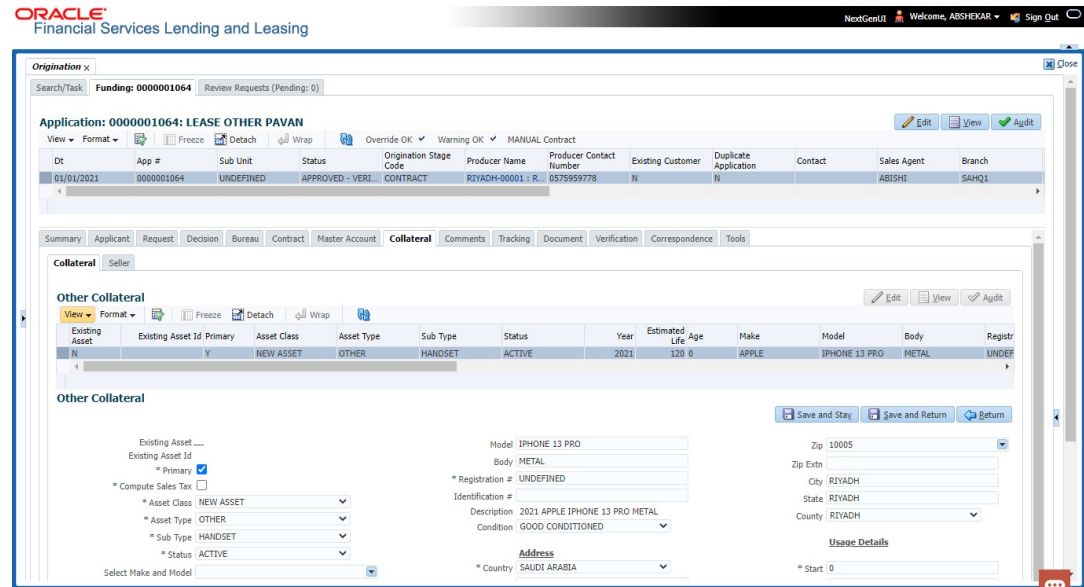 ORACLE
Financial Services Lending and Leasing
NextGenUI Welcome, ABSHEKAR Sign Out
Origination x
Close
Search/Task Funding: 0000001064 Review Requests (Pending: 0)
Application: 0000001064: LEASE OTHER PAVAN
Edit View Audit
View Format Freeze Detach Wrap Override OK Warning OK MANUAL Contract
Dt App # Sub Unit Status Origination Stage Code Producer Name Producer Contact Number Existing Customer Duplicate Application Contact Sales Agent Branch
01/01/2021 0000001064 UNDEFINED APPROVED - VERI... CONTRACT RIYADH-00001 : R... 0575959778 N N ABISHI SAHQ1
Summary Applicant Request Decision Bureau Contract Master Account Collateral Comments Tracking Document Verification Correspondence Tools
Collateral Seller
Other Collateral
Edit View Audit
View Format Freeze Detach Wrap
Existing Asset Existing Asset Id Primary Asset Class Asset Type Sub Type Status Year Estimated Life Age Make Model Body Registr
N Y NEW ASSET OTHER HANDSET ACTIVE 2021 120 0 APPLE IPHONE 13 PRO METAL UNDEF
Other Collateral
Save and Stay Save and Return Return
Existing Asset
Existing Asset Id
* Primary
* Compute Sales Tax
* Asset Class NEW ASSET
* Asset Type OTHER
* Sub Type HANDSET
* Status ACTIVE
Select Make and Model
Model IPHONE 13 PRO
Body METAL
* Registration # UNDEFINED
Identification #
Description 2021 APPLE IPHONE 13 PRO METAL
Condition GOOD CONDITIONED
Address
* Country SAUDI ARABIA
Zip 10005
Zip Extn
City RIYADH
State RIYADH
County RIYADH
Usage Details
* Start 0